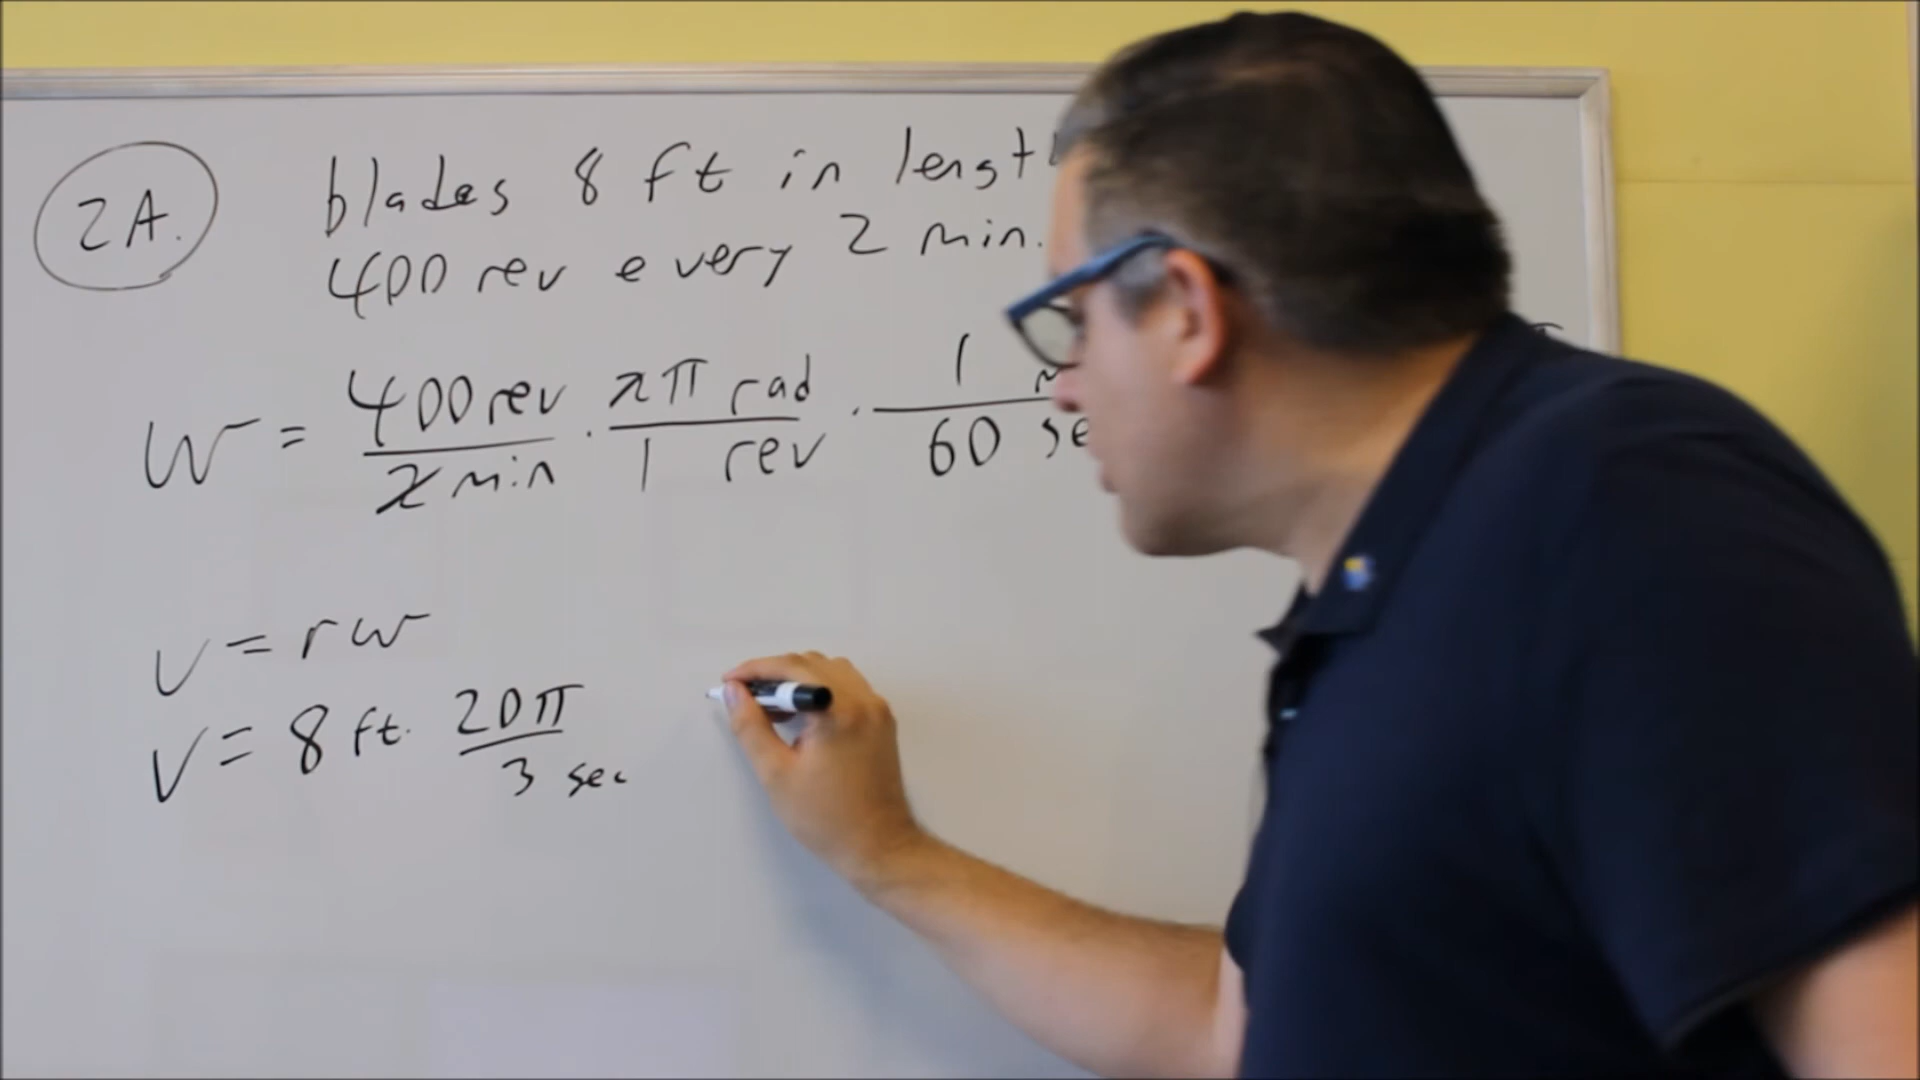 2A.
blades 8 ft in lengt
400 rev every 2 min.
w = 400 rev / 2 min · 2π rad / 1 rev · 1 / 60 se
v = rw
v = 8 ft. 20π / 3 sec